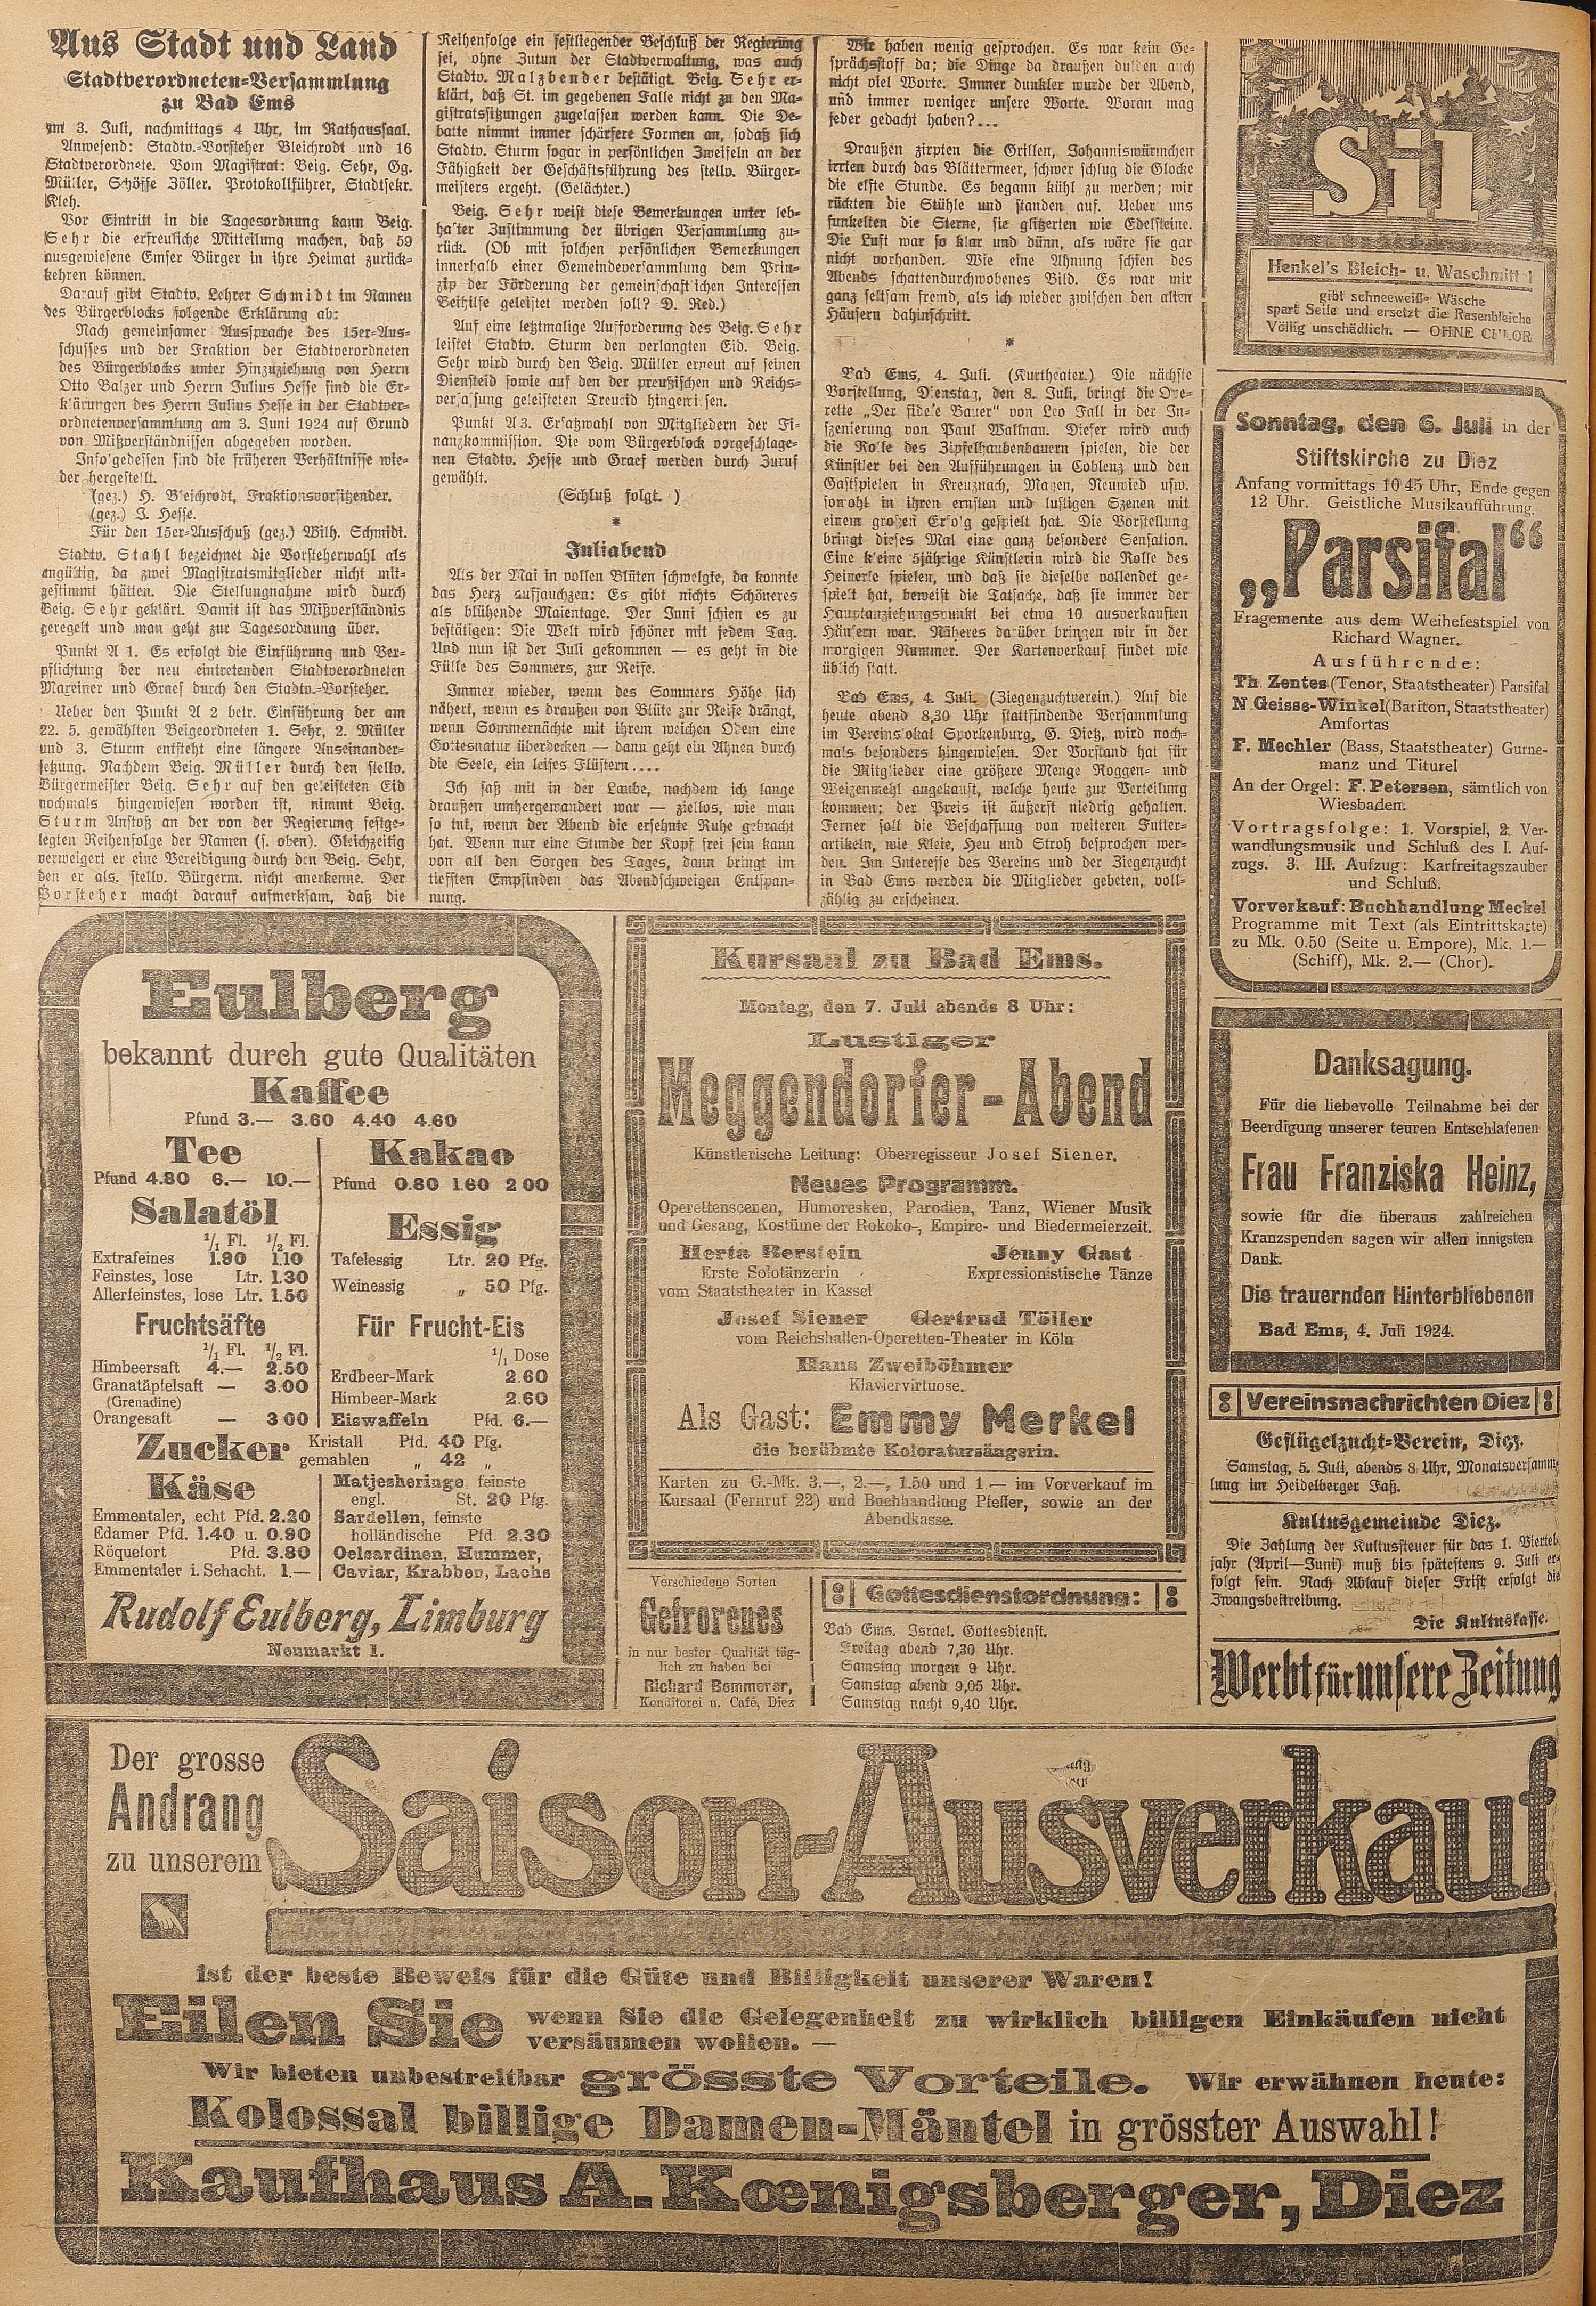 Aus Stadt und Land
Stadtverordneten-Versammlung
zu Bad Ems
am 3. Juli, nachmittags 4 Uhr, im Rathaussaal.
Anwesend: Stadtv.-Vorsteher Bleichrodt und 16
Stadtverordnete. Vom Magistrat: Beig. Sehr, Gg.
Müller, Schöffe Zöller. Protokollführer, Stadtsekr.
Kleh.
Vor Eintritt in die Tagesordnung kann Beig.
Sehr die erfreuliche Mitteilung machen, daß 59
ausgewiesene Emser Bürger in ihre Heimat zurück-
kehren können.
Darauf gibt Stadtv. Lehrer Schmidt im Namen
des Bürgerblocks folgende Erklärung ab:
Nach gemeinsamer Aussprache des 15er-Aus-
schusses und der Fraktion der Stadtverordneten
des Bürgerblocks unter Hinzuziehung von Herrn
Otto Balzer und Herrn Julius Hesse sind die Er-
klärungen des Herrn Julius Hesse in der Stadtver-
ordnetenversammlung am 3. Juni 1924 auf Grund
von Mißverständnissen abgegeben worden.
Infolgedessen sind die früheren Verhältnisse wie-
der hergestellt.
(gez.) H. Bleichrodt, Fraktionsvorsitzender.
(gez.) J. Hesse.
Für den 15er-Ausschuß (gez.) Wilh. Schmidt.
Stadtv. Stahl bezeichnet die Vorsteherwahl als
ungültig, da zwei Magistratsmitglieder nicht mit-
gestimmt hätten. Die Stellungnahme wird durch
Beig. Sehr geklärt. Damit ist das Mißverständnis
geregelt und man geht zur Tagesordnung über.
Punkt A 1. Es erfolgt die Einführung und Ver-
pflichtung der neu eintretenden Stadtverordneten
Mareiner und Graef durch den Stadtv.-Vorsteher.
Ueber den Punkt A 2 betr. Einführung der am
22. 5. gewählten Beigeordneten 1. Sehr, 2. Müller
und 3. Sturm entsteht eine längere Auseinander-
setzung. Nachdem Beig. Müller durch den stellv.
Bürgermeister Beig. Sehr auf den geleisteten Eid
nochmals hingewiesen worden ist, nimmt Beig.
Sturm Anstoß an der von der Regierung festge-
legten Reihenfolge der Namen (s. oben). Gleichzeitig
verweigert er eine Vereidigung durch den Beig. Sehr,
den er als. stellv. Bürgerm. nicht anerkenne. Der
Vorsteher macht darauf aufmerksam, daß die
Reihenfolge ein festliegender Beschluß der Regierung
sei, ohne Zutun der Stadtverwaltung, was auch
Stadtv. Malzbender bestätigt. Beig. Sehr er-
klärt, daß St. im gegebenen Falle nicht zu den Ma-
gistratssitzungen zugelassen werden kann. Die De-
batte nimmt immer schärfere Formen an, sodaß sich
Stadtv. Sturm sogar in persönlichen Zweifeln an der
Fähigkeit der Geschäftsführung des stellv. Bürger-
meisters ergeht. (Gelächter.)
Beig. Sehr weist diese Bemerkungen unter leb-
hafter Zustimmung der übrigen Versammlung zu-
rück. (Ob mit solchen persönlichen Bemerkungen
innerhalb einer Gemeindeversammlung dem Prin-
zip der Förderung der gemeinschaftlichen Interessen
Beihilfe geleistet werden soll? D. Red.)
Auf eine letztmalige Aufforderung des Beig. Sehr
leistet Stadtv. Sturm den verlangten Eid. Beig.
Sehr wird durch den Beig. Müller erneut auf seinen
Diensteid sowie auf den der preußischen und Reichs-
verfassung geleisteten Treueid hingewiesen.
Punkt A3. Ersatzwahl von Mitgliedern der Fi-
nanzkommission. Die vom Bürgerblock vorgeschlage-
nen Stadtv. Hesse und Graef werden durch Zuruf
gewählt.
(Schluß folgt. )
*
Juliabend
Als der Mai in vollen Blüten schwelgte, da konnte
das Herz aufjauchzen: Es gibt nichts Schöneres
als blühende Maientage. Der Juni schien es zu
bestätigen: Die Welt wird schöner mit jedem Tag.
Und nun ist der Juli gekommen — es geht in die
Fülle des Sommers, zur Reife.
Immer wieder, wenn des Sommers Höhe sich
nähert, wenn es draußen von Blüte zur Reife drängt,
wenn Sommernächte mit ihrem weichen Odem eine
Gottesnatur überdecken — dann geht ein Ahnen durch
die Seele, ein leises Flüstern....
Ich saß mit in der Laube, nachdem ich lange
draußen umhergewandert war — ziellos, wie man
so tut, wenn der Abend die ersehnte Ruhe gebracht
hat. Wenn nur eine Stunde der Kopf frei sein kann
von all den Sorgen des Tages, dann bringt im
tiefsten Empfinden das Abendschweigen Entspan-
nung.
Wir haben wenig gesprochen. Es war kein Ge-
sprächsstoff da; die Dinge da draußen dulden auch
nicht viel Worte. Immer dunkler wurde der Abend,
und immer weniger unsere Worte. Woran mag
jeder gedacht haben?...
Draußen zirpten die Grillen, Johanniswürmchen
irrten durch das Blättermeer, schwer schlug die Glocke
die elfte Stunde. Es begann kühl zu werden; wir
rückten die Stühle und standen auf. Ueber uns
funkelten die Sterne, sie glitzerten wie Edelsteine.
Die Luft war so klar und dünn, als wäre sie gar
nicht vorhanden. Wie eine Ahnung schien des
Abends schattendurchwobenes Bild. Es war mir
ganz seltsam fremd, als ich wieder zwischen den alten
Häusern dahinschritt.
*
Bad Ems, 4. Juli. (Kurtheater.) Die nächste
Vorstellung, Dienstag, den 8. Juli, bringt die Ope-
rette „Der fidele Bauer“ von Leo Fall in der In-
szenierung von Paul Wallnau. Dieser wird auch
die Rolle des Zipfelhaubenbauern spielen, die der
Künstler bei den Aufführungen in Coblenz und den
Gastspielen in Kreuznach, Mayen, Neuwied usw.
sowohl in ihren ernsten und lustigen Szenen mit
einem großen Erfolg gespielt hat. Die Vorstellung
bringt dieses Mal eine ganz besondere Sensation.
Eine kleine 5jährige Künstlerin wird die Rolle des
Heinerle spielen, und daß sie dieselbe vollendet ge-
spielt hat, beweist die Tatsache, daß sie immer der
Hauptanziehungspunkt bei etwa 10 ausverkauften
Häusern war. Näheres darüber bringen wir in der
morgigen Nummer. Der Kartenverkauf findet wie
üblich statt.
Bad Ems, 4. Juli. (Ziegenzuchtverein.) Auf die
heute abend 8,30 Uhr stattfindende Versammlung
im Vereinslokal Sporkenburg, G. Dietz, wird noch-
mals besonders hingewiesen. Der Vorstand hat für
die Mitglieder eine größere Menge Roggen- und
Weizenmehl angekauft, welche heute zur Verteilung
kommen; der Preis ist äußerst niedrig gehalten.
Ferner soll die Beschaffung von weiteren Futter-
artikeln, wie Kleie, Heu und Stroh besprochen wer-
den. Im Interesse des Vereins und der Ziegenzucht
in Bad Ems werden die Mitglieder gebeten, voll-
zählig zu erscheinen.
Sil
Henkel's Bleich- u. Waschmittel
gibt schneeweiße Wäsche
spart Seife und ersetzt die Rasenbleiche
Völlig unschädlich. — OHNE CHLOR
Sonntag, den 6. Juli in der
Stiftskirche zu Diez
Anfang vormittags 10 45 Uhr, Ende gegen
12 Uhr. Geistliche Musikaufführung.
„Parsifal“
Fragemente aus dem Weihefestspiel von
Richard Wagner.
Ausführende:
Th. Zentes (Tenor, Staatstheater) Parsifal
N Geisse-Winkel (Bariton, Staatstheater)
Amfortas
F. Mechler (Bass, Staatstheater) Gurne-
manz und Titurel
An der Orgel: F. Petersen, sämtlich von
Wiesbaden.
Vortragsfolge: 1. Vorspiel, 2. Ver-
wandlungsmusik und Schluß des I. Auf-
zugs. 3. III. Aufzug: Karfreitagszauber
und Schluß.
Vorverkauf: Buchhandlung Meckel
Programme mit Text (als Eintrittskarte)
zu Mk. 0.50 (Seite u. Empore), Mk. 1.—
(Schiff), Mk. 2.— (Chor).
Eulberg
bekannt durch gute Qualitäten
Kaffee
Pfund 3.— 3.60 4.40 4.60
Tee
Pfund 4.80 6.— 10.—
Salatöl
1/1 Fl. 1/2 Fl.
Extrafeines 1.90 1.10
Feinstes, lose Ltr. 1.30
Allerfeinstes, lose Ltr. 1.50
Fruchtsäfte
1/1 Fl. 1/2 Fl.
Himbeersaft 4.— 2.50
Granatäpfelsaft — 3.00
(Grenadine)
Orangesaft — 3 00
Kakao
Pfund 0.80 1.60 2 00
Essig
Tafelessig Ltr. 20 Pfg.
Weinessig „ 50 Pfg.
Für Frucht-Eis
1/1 Dose
Erdbeer-Mark 2.60
Himbeer-Mark 2.60
Eiswaffeln Pfd. 6.—
Zucker Kristall Pfd. 40 Pfg.
gemahlen „ 42 „
Käse
Emmentaler, echt Pfd. 2.20
Edamer Pfd. 1.40 u. 0.90
Röquefort Pfd. 3.80
Emmentaler i. Schacht. 1.—
Matjesheringe, feinste
engl. St. 20 Pfg.
Sardellen, feinste
holländische Pfd. 2.30
Oelsardinen, Hummer,
Caviar, Krabben, Lachs
Rudolf Eulberg, Limburg
Neumarkt 1.
Kursaal zu Bad Ems.
Montag, den 7. Juli abends 8 Uhr:
Lustiger
Meggendorfer-Abend
Künstlerische Leitung: Oberregisseur Josef Siener.
Neues Programm.
Operettenscenen, Humoresken, Parodien, Tanz, Wiener Musik
und Gesang, Kostüme der Rokoko-, Empire- und Biedermeierzeit.
Herta Berstein
Erste Solotänzerin
vom Staatstheater in Kassel
Jenny Gast
Expressionistische Tänze
Josef Siener Gertrud Töller
vom Reichshallen-Operetten-Theater in Köln
Hans Zweiböhmer
Klaviervirtuose.
Als Gast: Emmy Merkel
die berühmte Koloratursängerin.
Karten zu G.-Mk. 3.—, 2.—, 1.50 und 1.— im Vorverkauf im
Kursaal (Fernruf 22) und Buchhandlung Pfeffer, sowie an der
Abendkasse.
Verschiedene Sorten
Gefrorenes
in nur bester Qualität täg-
lich zu haben bei
Richard Bemmerer,
Konditorei u. Café, Diez
Gottesdienstordnung:
Bad Ems. Israel. Gottesdienst.
Freitag abend 7,30 Uhr.
Samstag morgen 9 Uhr.
Samstag abend 9,05 Uhr.
Samstag nacht 9,40 Uhr.
Danksagung.
Für die liebevolle Teilnahme bei der
Beerdigung unserer teuren Entschlafenen
Frau Franziska Heinz,
sowie für die überaus zahlreichen
Kranzspenden sagen wir allen innigsten
Dank.
Die trauernden Hinterbliebenen
Bad Ems, 4. Juli 1924.
Vereinsnachrichten Diez
Geflügelzucht-Verein, Diez.
Samstag, 5. Juli, abends 8 Uhr, Monatsversamm-
lung im Heidelberger Faß.
Kultusgemeinde Diez.
Die Zahlung der Kultussteuer für das 1. Viertel-
jahr (April—Juni) muß bis spätestens 9. Juli er-
folgt sein. Nach Ablauf dieser Frist erfolgt die
Zwangsbeitreibung.
Die Kultuskasse.
Werbt für unsere Zeitung
Der grosse
Andrang
zu unserem
Saison-Ausverkauf
ist der beste Beweis für die Güte und Billigkeit unserer Waren!
Eilen Sie wenn Sie die Gelegenheit zu wirklich billigen Einkäufen nicht
versäumen wollen. —
Wir bieten unbestreitbar grösste Vorteile. Wir erwähnen heute:
Kolossal billige Damen-Mäntel in grösster Auswahl!
Kaufhaus A. Kœnigsberger, Diez